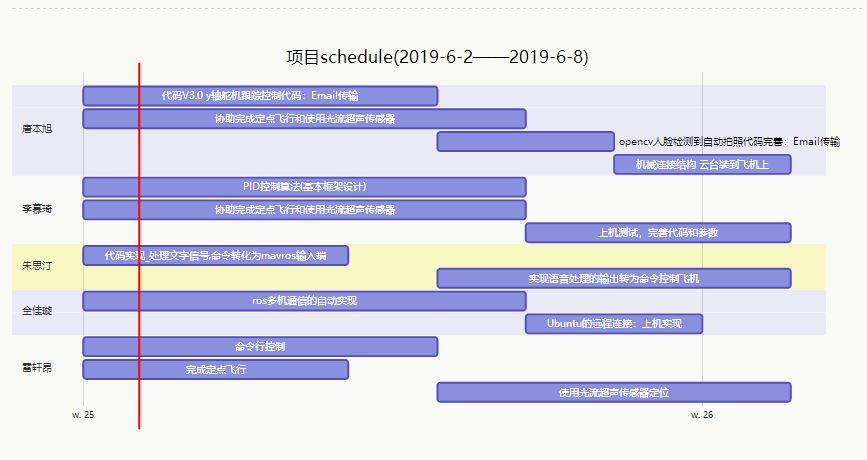 项目schedule(2019-6-2——2019-6-8)
代码V3.0 y轴舵机跟踪控制代码：Email传输
唐本旭
协助完成定点飞行和使用光流超声传感器
opencv人脸检测到自动拍照代码完善：Email传输
机械连接结构 云台装到飞机上
PID控制算法(基本框架设计)
李慕琦
协助完成定点飞行和使用光流超声传感器
上机测试，完善代码和参数
代码实现_处理文字信号,命令转化为mavros输入端
朱思汀
实现语音处理的输出转为命令控制飞机
ros多机通信的自动实现
全佳璇
Ubuntu的远程连接：上机实现
命令行控制
雷轩昂
完成定点飞行
使用光流超声传感器定位
w. 25
w. 26